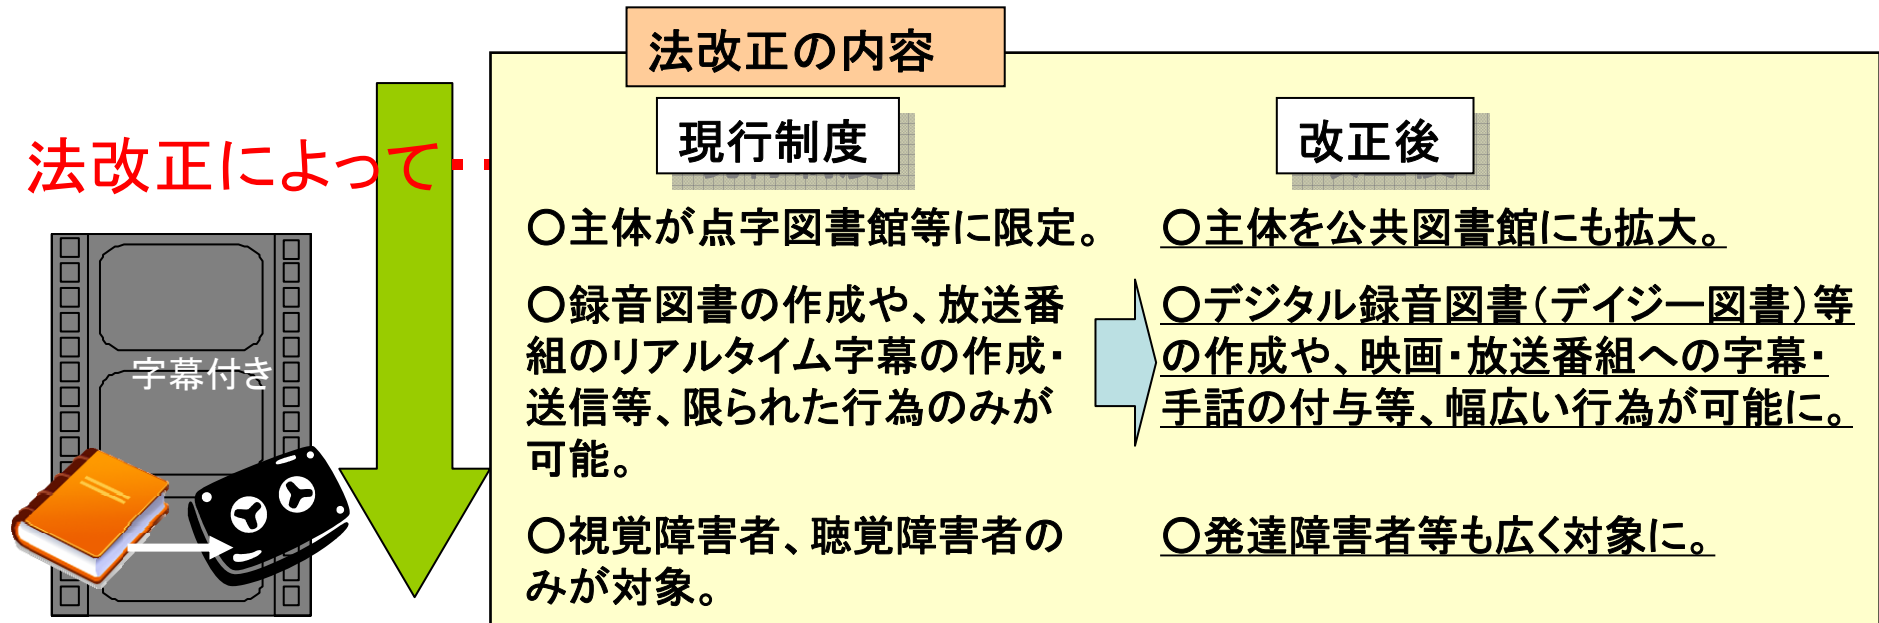 法改正の内容
法改正によって・・
字幕付き
現行制度
○主体が点字図書館等に限定。
○録音図書の作成や、放送番
組のリアルタイム字幕の作成・
送信等、限られた行為のみが
可能。
○視覚障害者、聴覚障害者の
みが対象。
改正後
○主体を公共図書館にも拡大。
○デジタル録音図書(デイジー図書)等
の作成や、映画・放送番組への字幕・
手話の付与等、幅広い行為が可能に。
○発達障害者等も広く対象に。